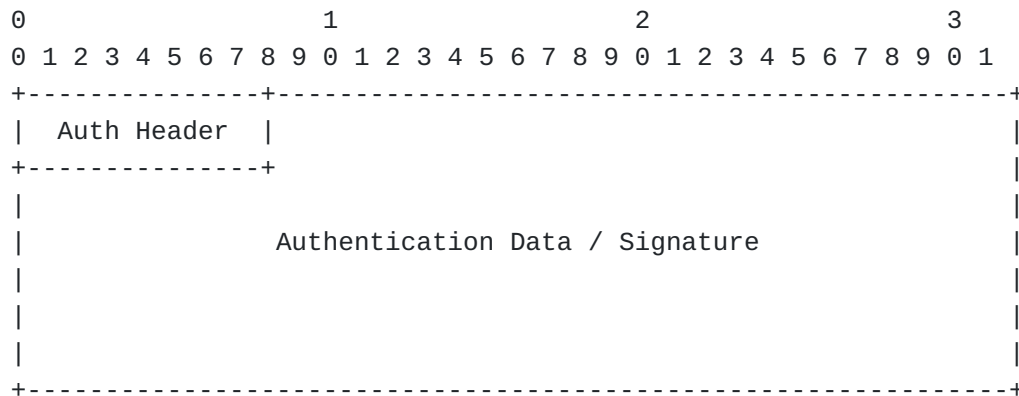 0                   1                   2                   3
0 1 2 3 4 5 6 7 8 9 0 1 2 3 4 5 6 7 8 9 0 1 2 3 4 5 6 7 8 9 0 1
+---------------+-----------------------------------------------+
|  Auth Header  |                                               |
+---------------+                                               |
|                                                               |
|                Authentication Data / Signature                |
|                                                               |
|                                                               |
|                                                               |
+---------------------------------------------------------------+